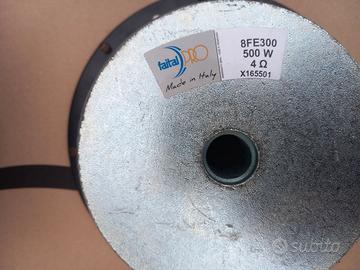 faital PRO
Made in Italy
8FE300
500 W
4 Ω
X165501
subito